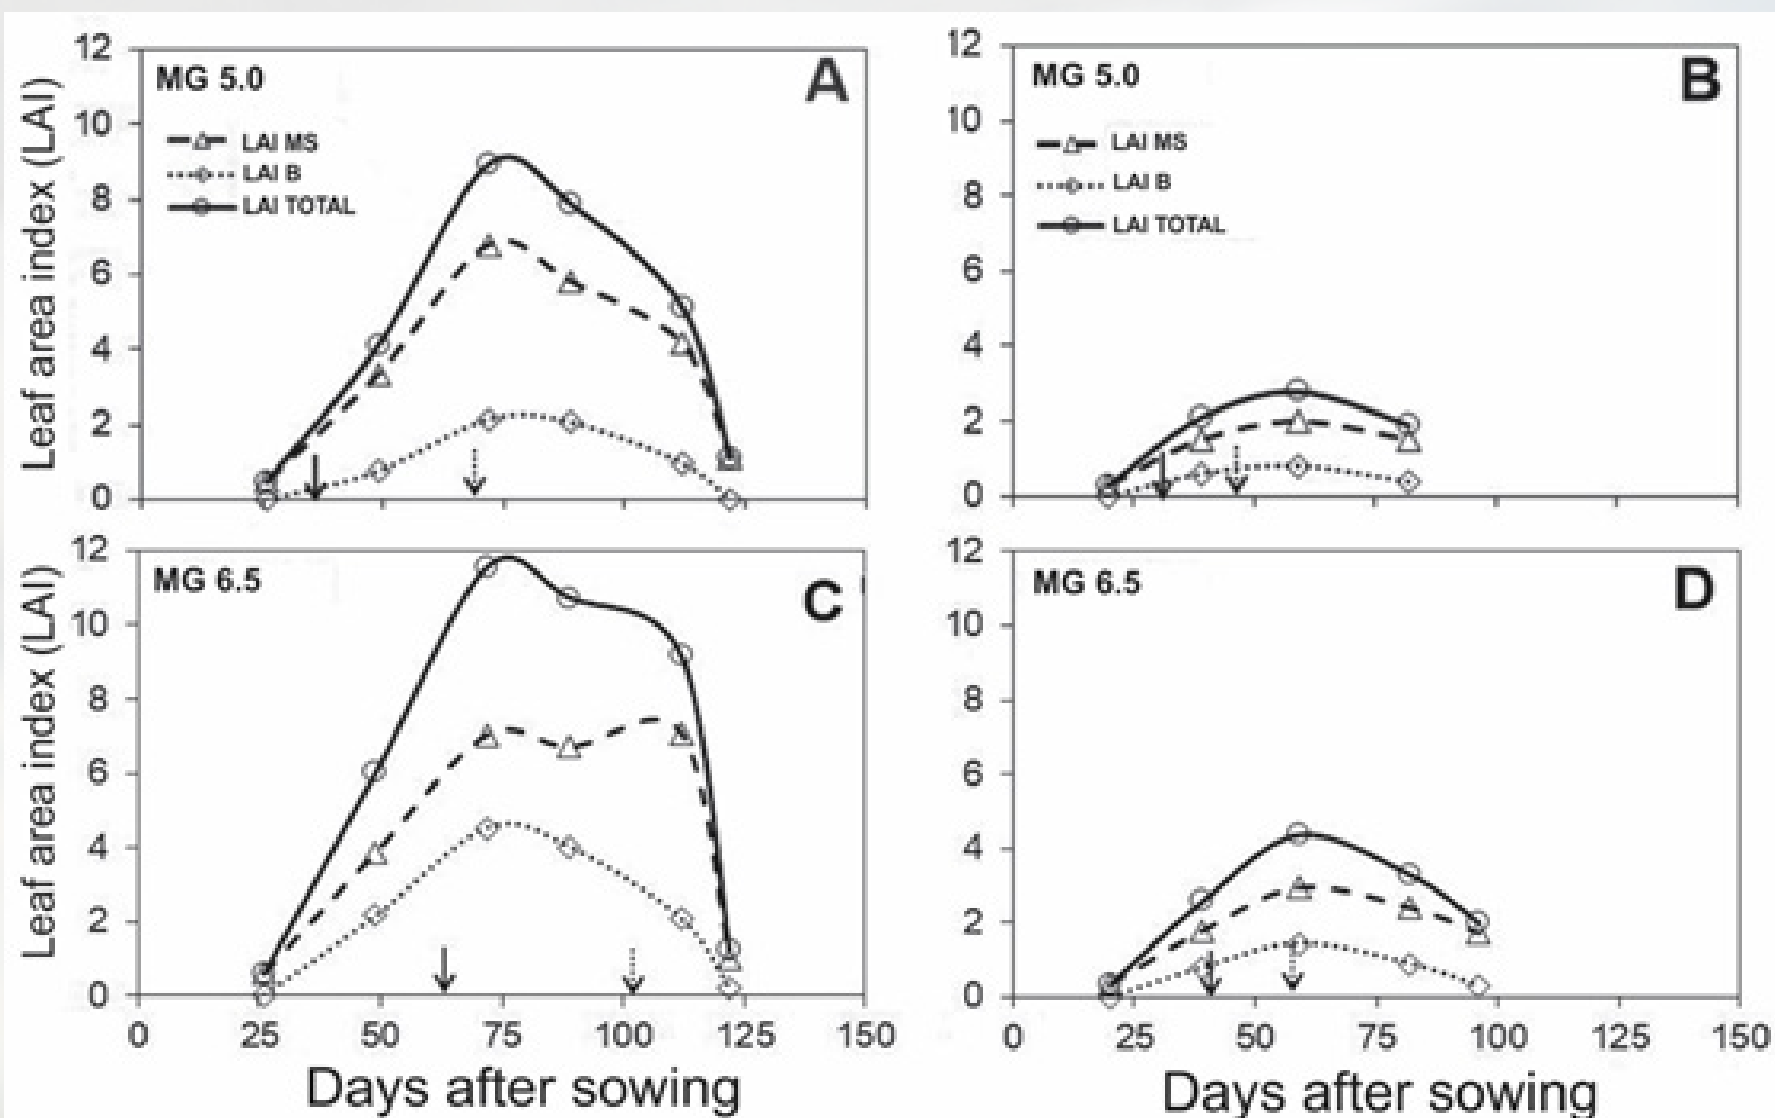 MG 5.0
A
LAI MS
LAI B
LAI TOTAL
Leaf area index (LAI)
12
10
8
6
4
2
0
MG 5.0
B
LAI MS
LAI B
LAI TOTAL
12
10
8
6
4
2
0
MG 6.5
C
Leaf area index (LAI)
12
10
8
6
4
2
0
0 25 50 75 100 125 150
Days after sowing
MG 6.5
D
12
10
8
6
4
2
0
0 25 50 75 100 125 150
Days after sowing